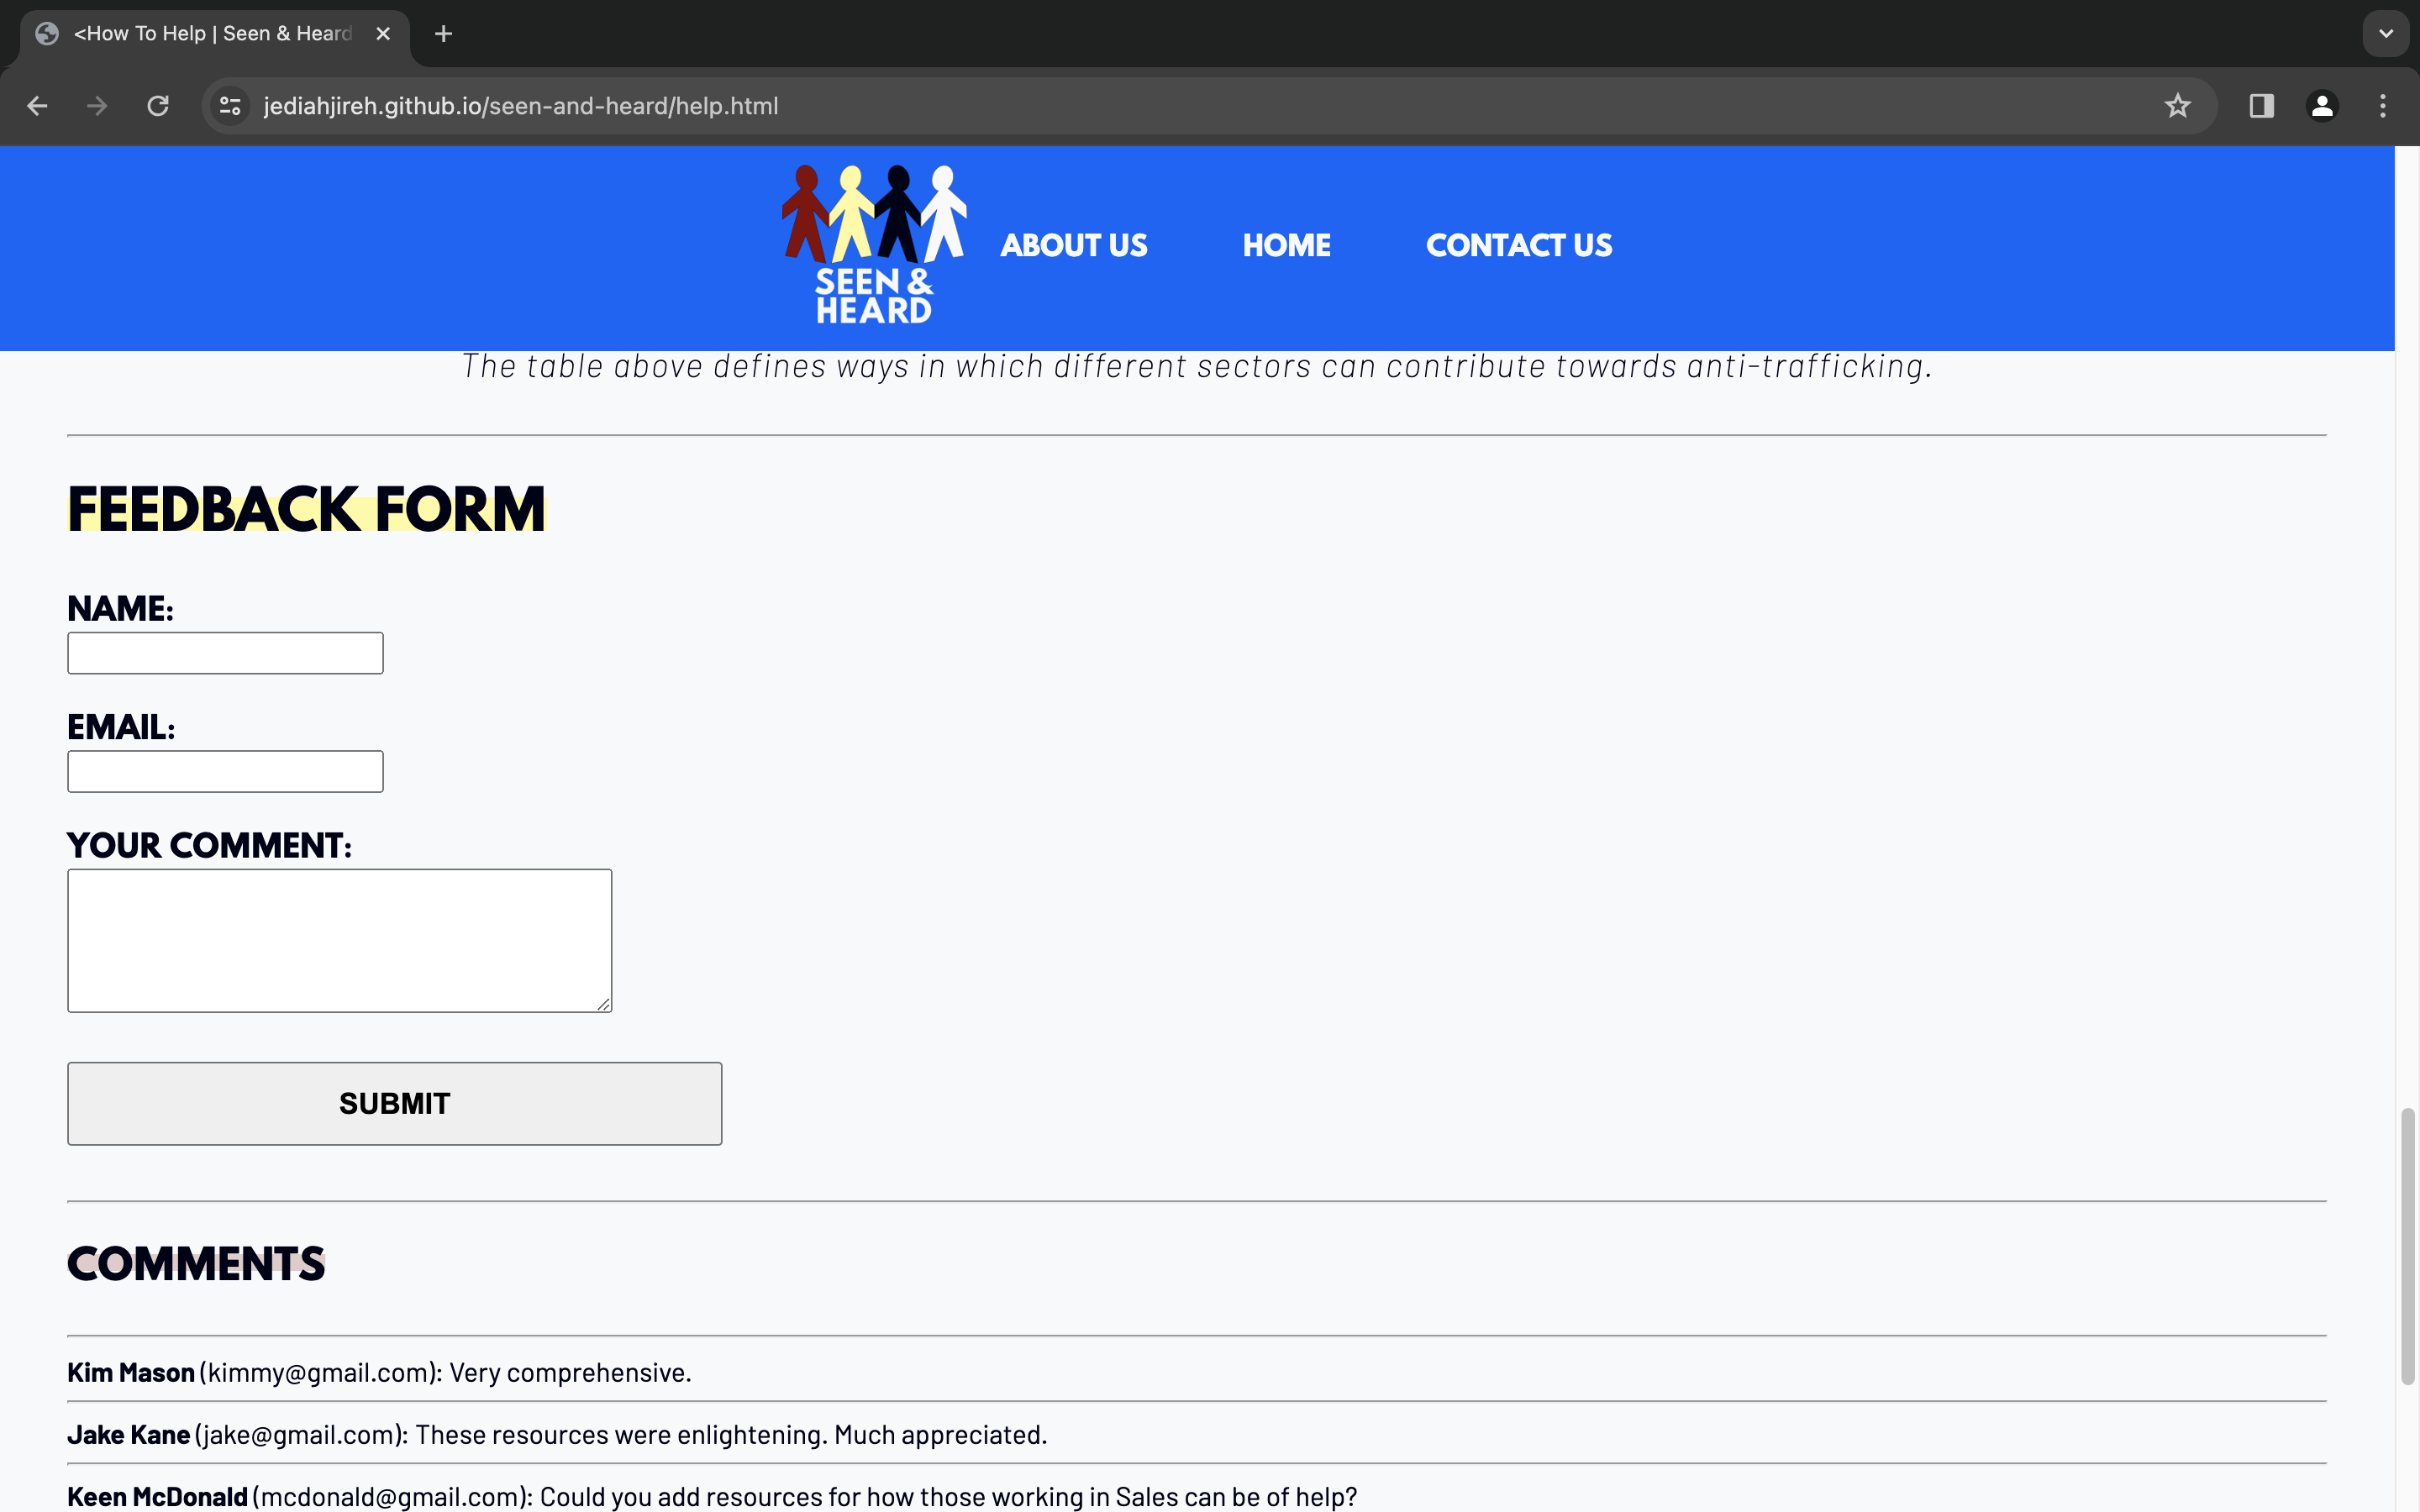 <How To Help | Seen & Heard
jediahjireh.github.io/seen-and-heard/help.html
SEEN &
HEARD
ABOUT US
HOME
CONTACT US
The table above defines ways in which different sectors can contribute towards anti-trafficking.
FEEDBACK FORM
NAME:
EMAIL:
YOUR COMMENT:
SUBMIT
COMMENTS
Kim Mason (kimmy@gmail.com): Very comprehensive.
Jake Kane (jake@gmail.com): These resources were enlightening. Much appreciated.
Keen McDonald (mcdonald@gmail.com): Could you add resources for how those working in Sales can be of help?